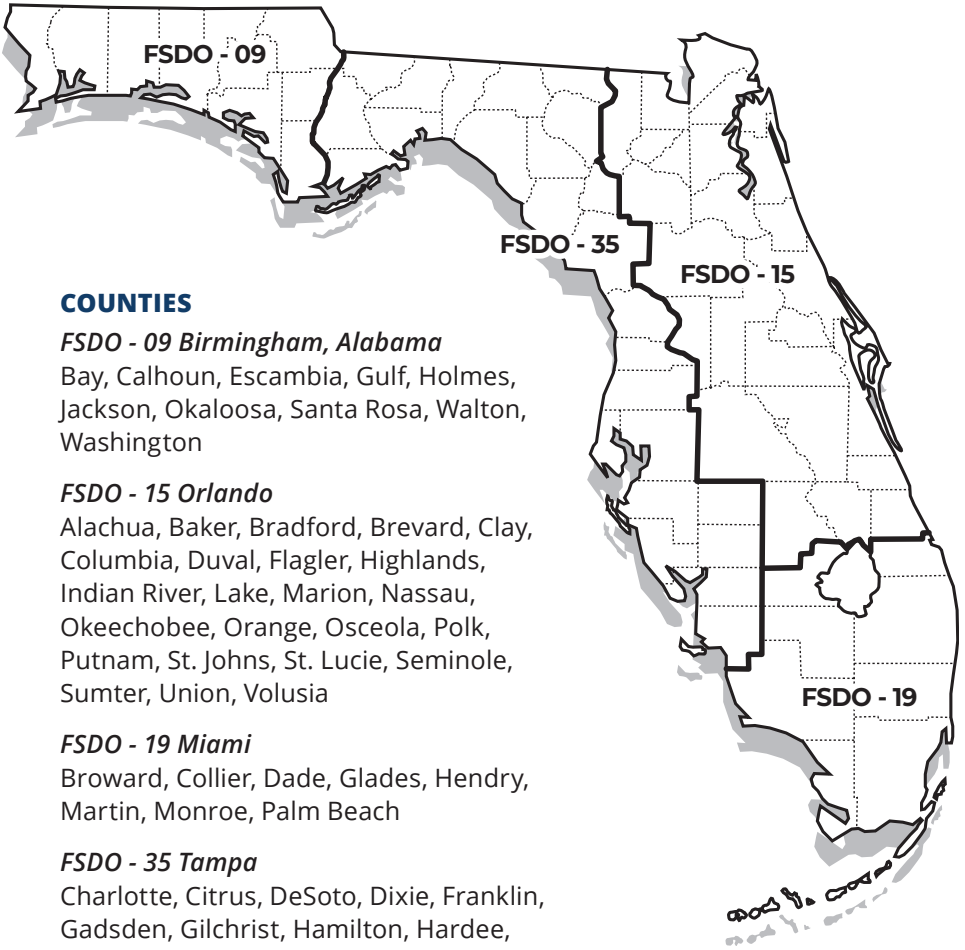 FSDO - 09
FSDO - 35
FSDO - 15
COUNTIES
FSDO - 09 Birmingham, Alabama
Bay, Calhoun, Escambia, Gulf, Holmes,
Jackson, Okaloosa, Santa Rosa, Walton,
Washington
FSDO - 15 Orlando
Alachua, Baker, Bradford, Brevard, Clay,
Columbia, Duval, Flagler, Highlands,
Indian River, Lake, Marion, Nassau,
Okeechobee, Orange, Osceola, Polk,
Putnam, St. Johns, St. Lucie, Seminole,
Sumter, Union, Volusia
FSDO - 19
FSDO - 19 Miami
Broward, Collier, Dade, Glades, Hendry,
Martin, Monroe, Palm Beach
FSDO - 35 Tampa
Charlotte, Citrus, DeSoto, Dixie, Franklin,
Gadsden, Gilchrist, Hamilton, Hardee,